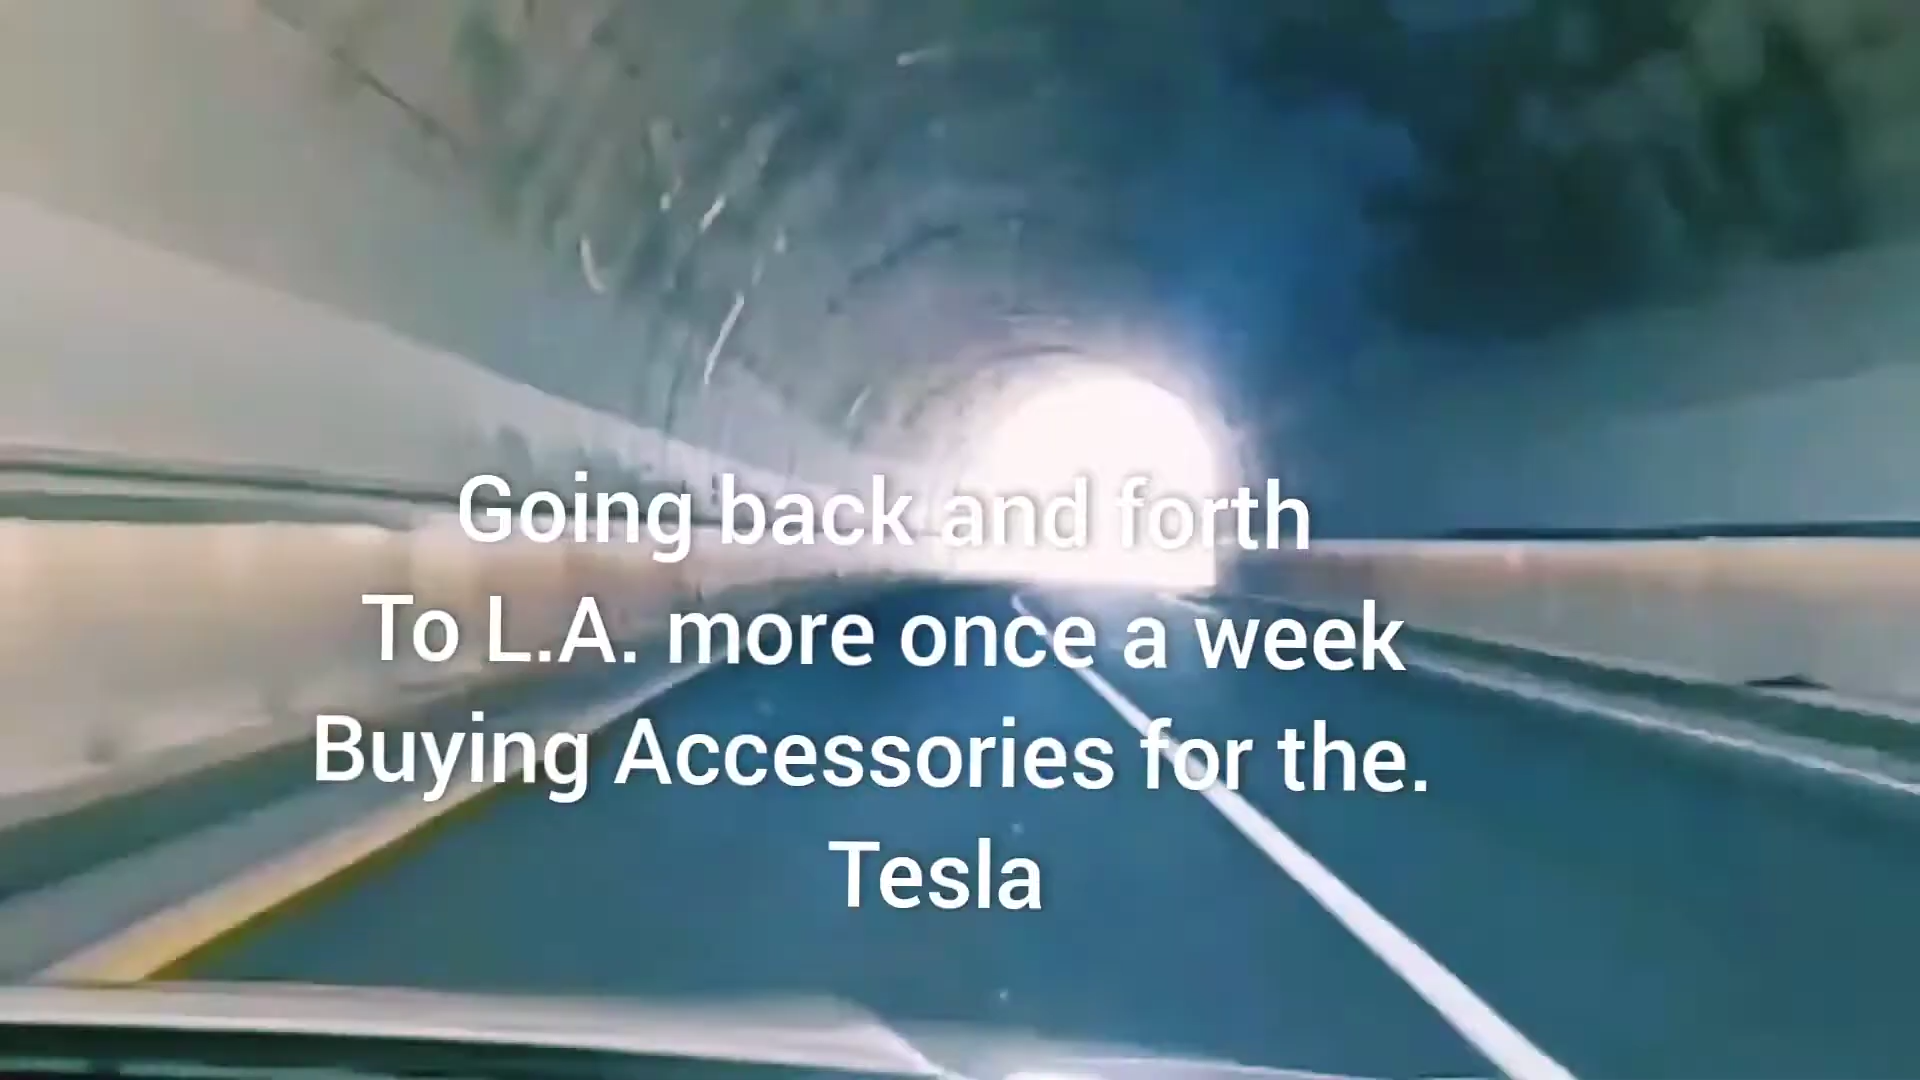 Going back and forth
To L.A. more once a week
Buying Accessories for the.
Tesla